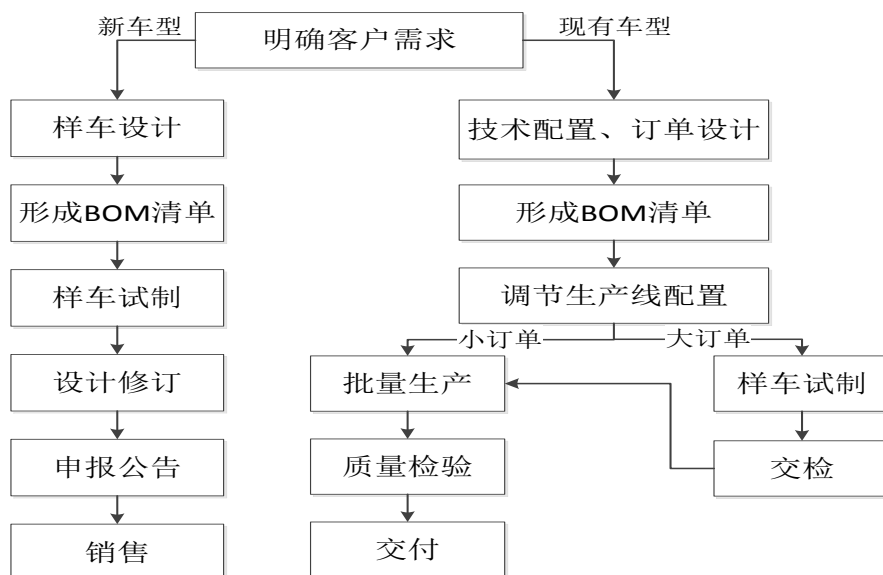 新车型
明确客户需求
现有车型
样车设计
技术配置、订单设计
形成BOM清单
形成BOM清单
样车试制
调节生产线配置
小订单
大订单
设计修订
批量生产
样车试制
申报公告
质量检验
交检
销售
交付